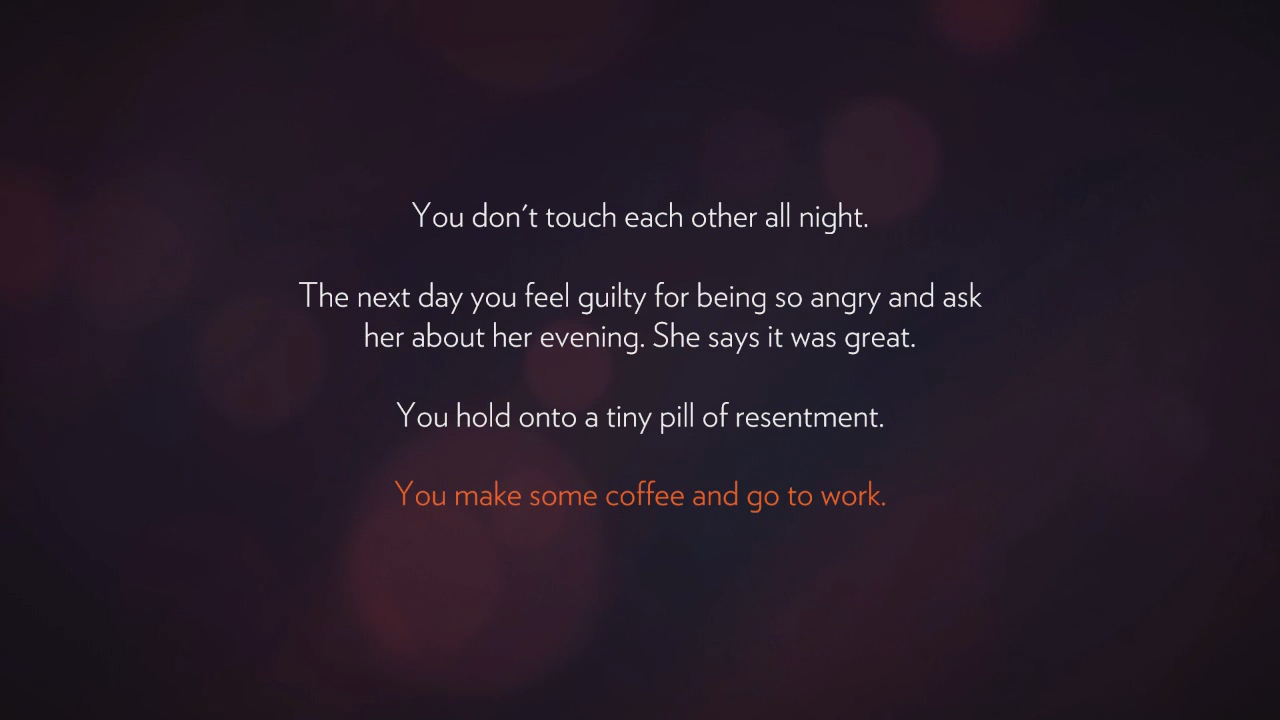 You don't touch each other all night.
The next day you feel guilty for being so angry and ask
her about her evening. She says it was great.
You hold onto a tiny pill of resentment.
You make some coffee and go to work.